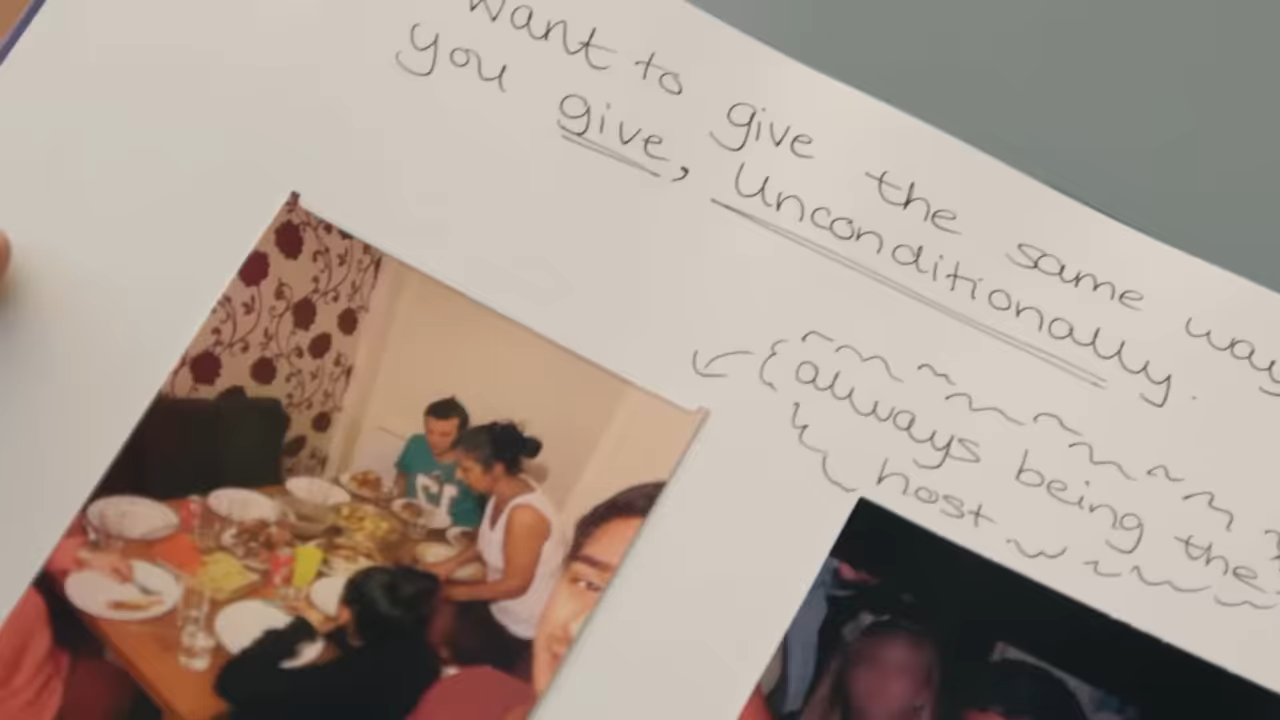 want to give the same way
you give, Unconditionally.
always being the
host